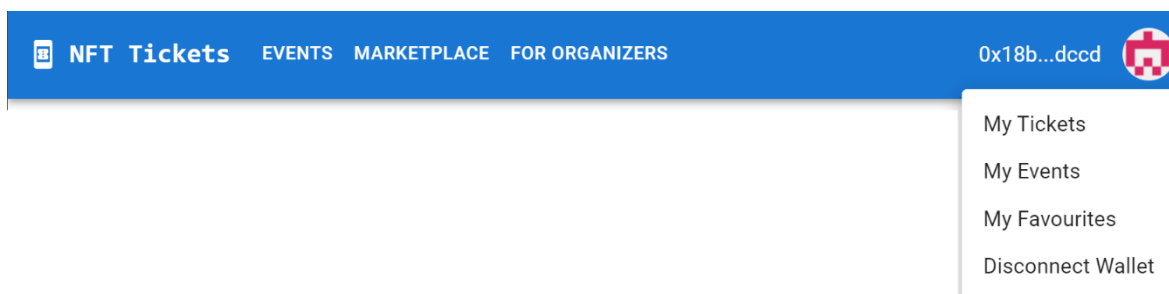 NFT Tickets EVENTS MARKETPLACE FOR ORGANIZERS 0x18b...dccd
My Tickets
My Events
My Favourites
Disconnect Wallet